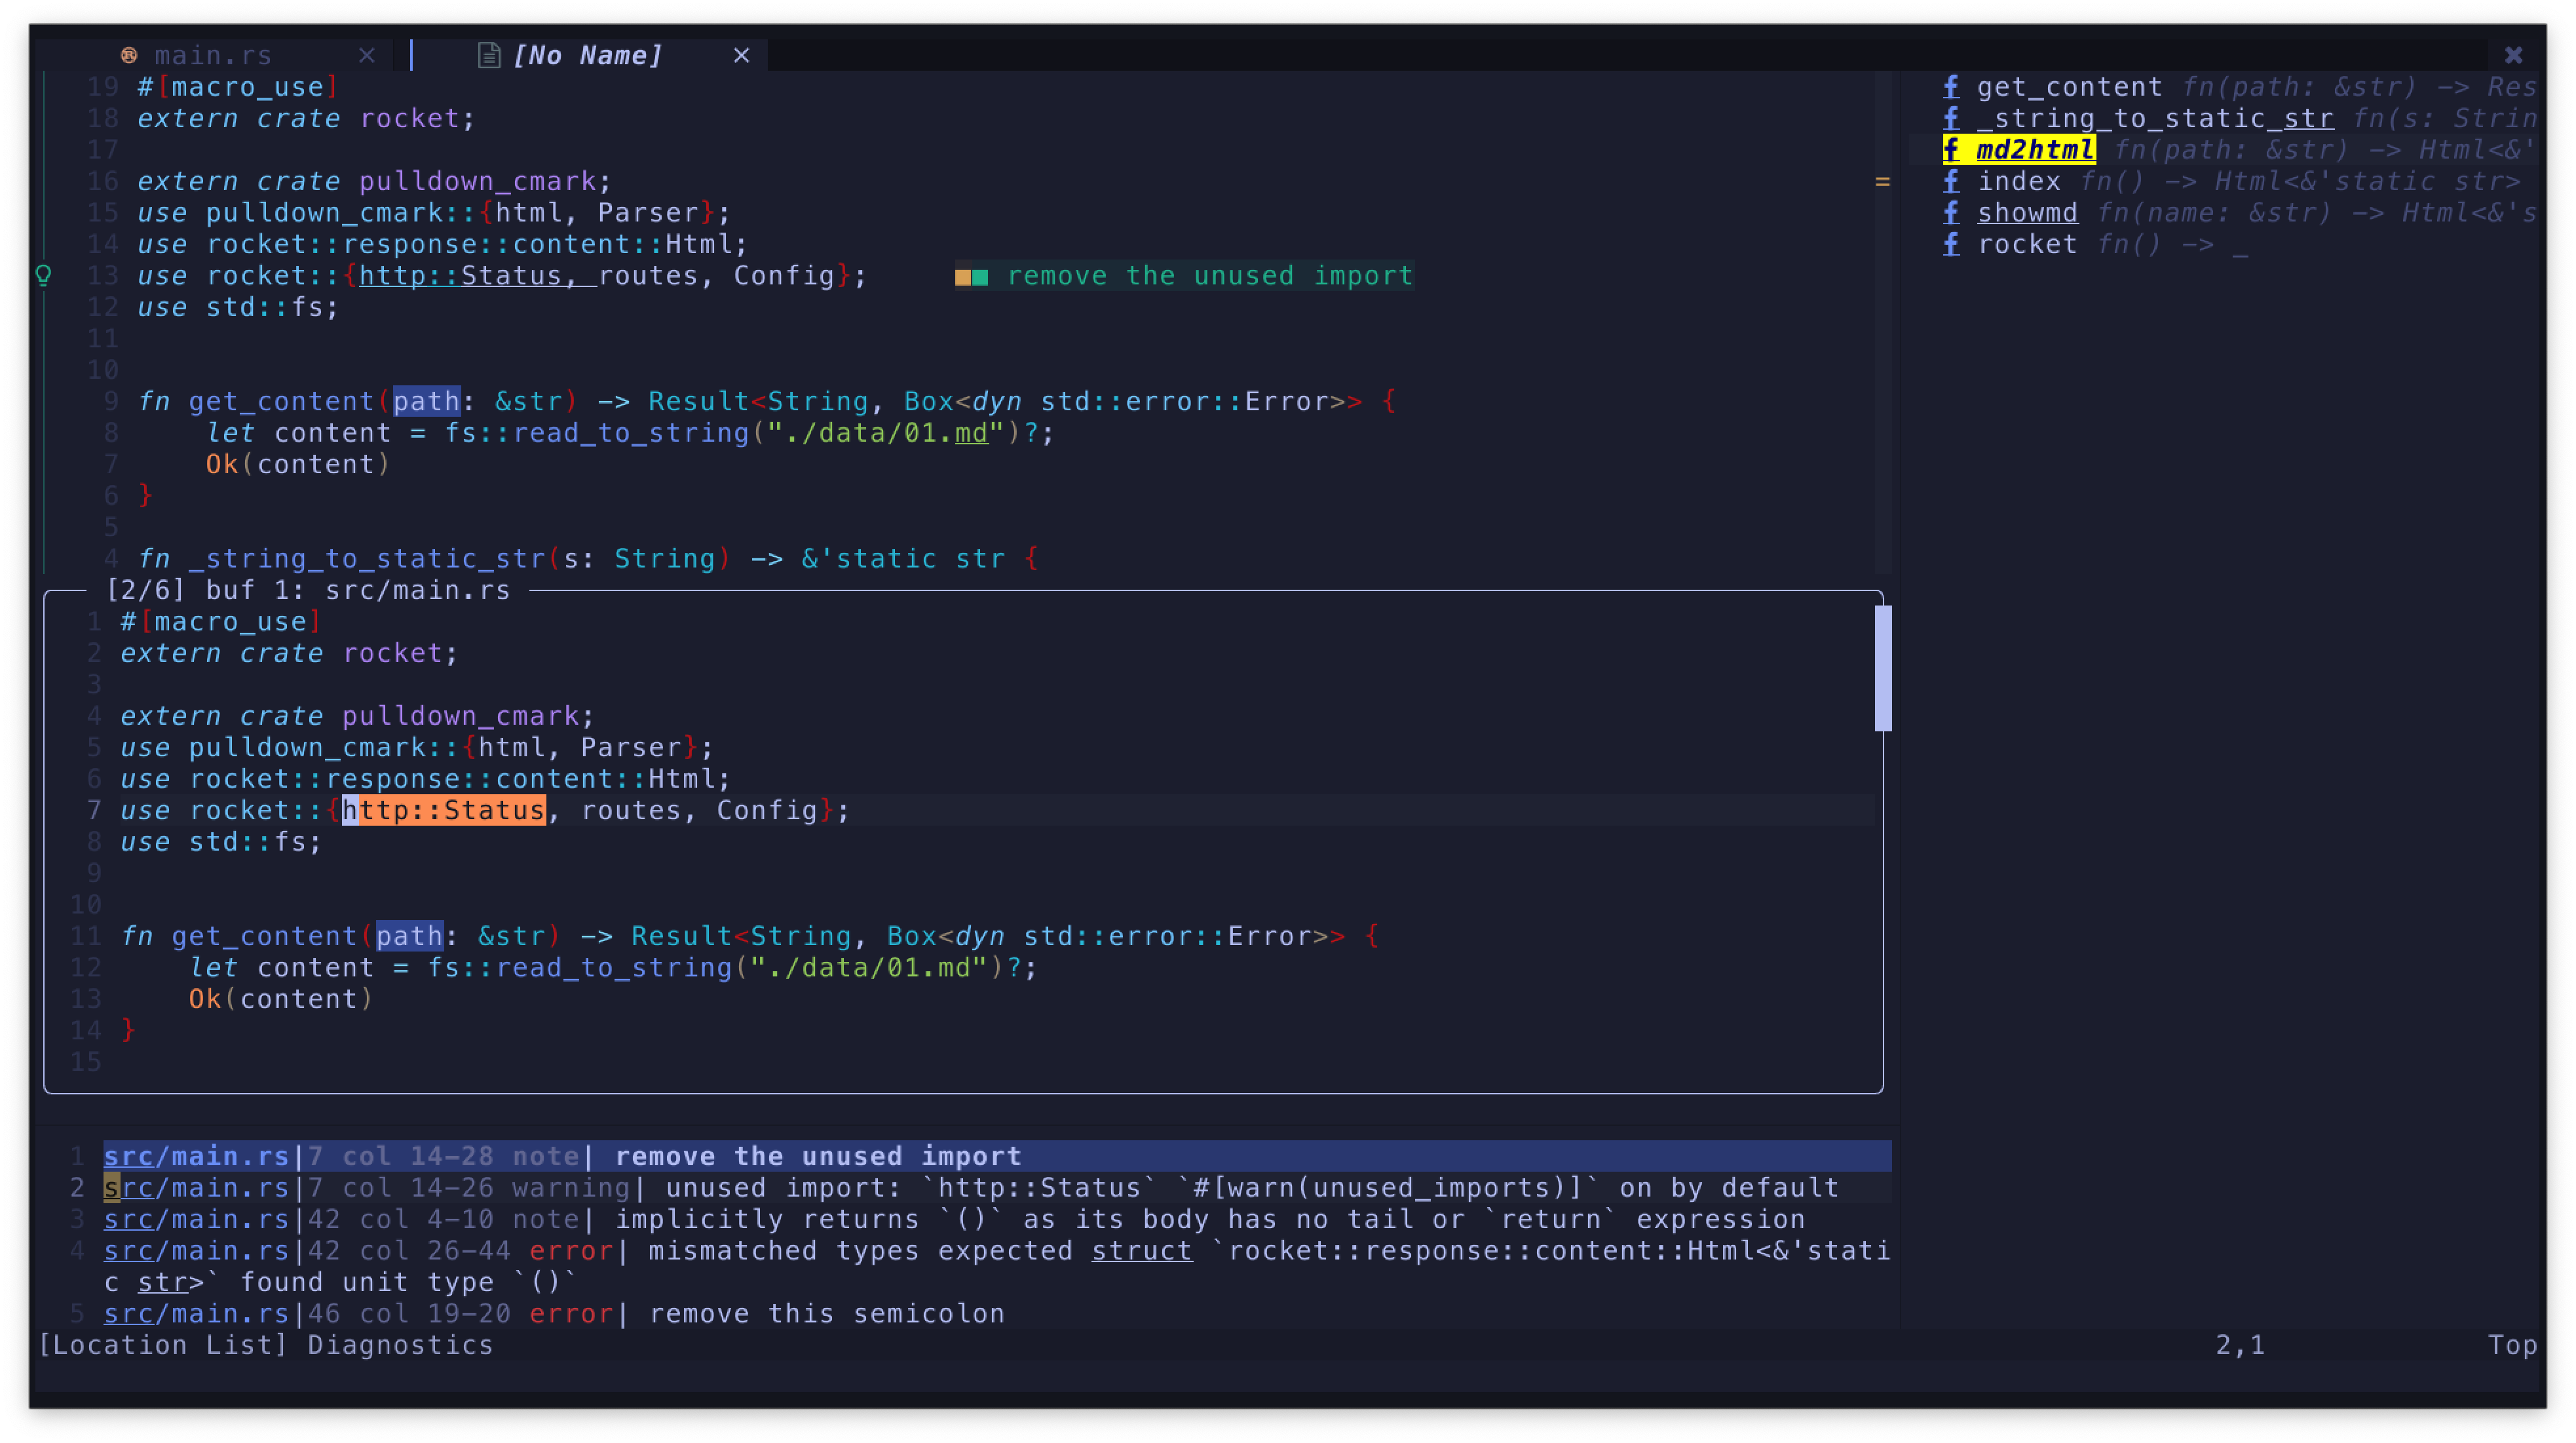 main.rs × [No Name] ×
19 #[macro_use]
18 extern crate rocket;
17
16 extern crate pulldown_cmark;
15 use pulldown_cmark::{html, Parser};
14 use rocket::response::content::Html;
13 use rocket::{http::Status, routes, Config}; ■■ remove the unused import
12 use std::fs;
11
10
9 fn get_content(path: &str) -> Result<String, Box<dyn std::error::Error>> {
8 let content = fs::read_to_string("./data/01.md")?;
7 Ok(content)
6 }
5
4 fn _string_to_static_str(s: String) -> &'static str {
[2/6] buf 1: src/main.rs
1 #[macro_use]
2 extern crate rocket;
3
4 extern crate pulldown_cmark;
5 use pulldown_cmark::{html, Parser};
6 use rocket::response::content::Html;
7 use rocket::{http::Status, routes, Config};
8 use std::fs;
9
10
11 fn get_content(path: &str) -> Result<String, Box<dyn std::error::Error>> {
12 let content = fs::read_to_string("./data/01.md")?;
13 Ok(content)
14 }
15
1 src/main.rs|7 col 14-28 note| remove the unused import
2 src/main.rs|7 col 14-26 warning| unused import: `http::Status` `#[warn(unused_imports)]` on by default
3 src/main.rs|42 col 4-10 note| implicitly returns `()` as its body has no tail or `return` expression
4 src/main.rs|42 col 26-44 error| mismatched types expected struct `rocket::response::content::Html<&'stati
c str>` found unit type `()`
5 src/main.rs|46 col 19-20 error| remove this semicolon
[Location List] Diagnostics 2,1 Top
f get_content fn(path: &str) -> Res
f _string_to_static_str fn(s: Strin
f md2html fn(path: &str) -> Html<&'
f index fn() -> Html<&'static str>
f showmd fn(name: &str) -> Html<&'s
f rocket fn() -> _